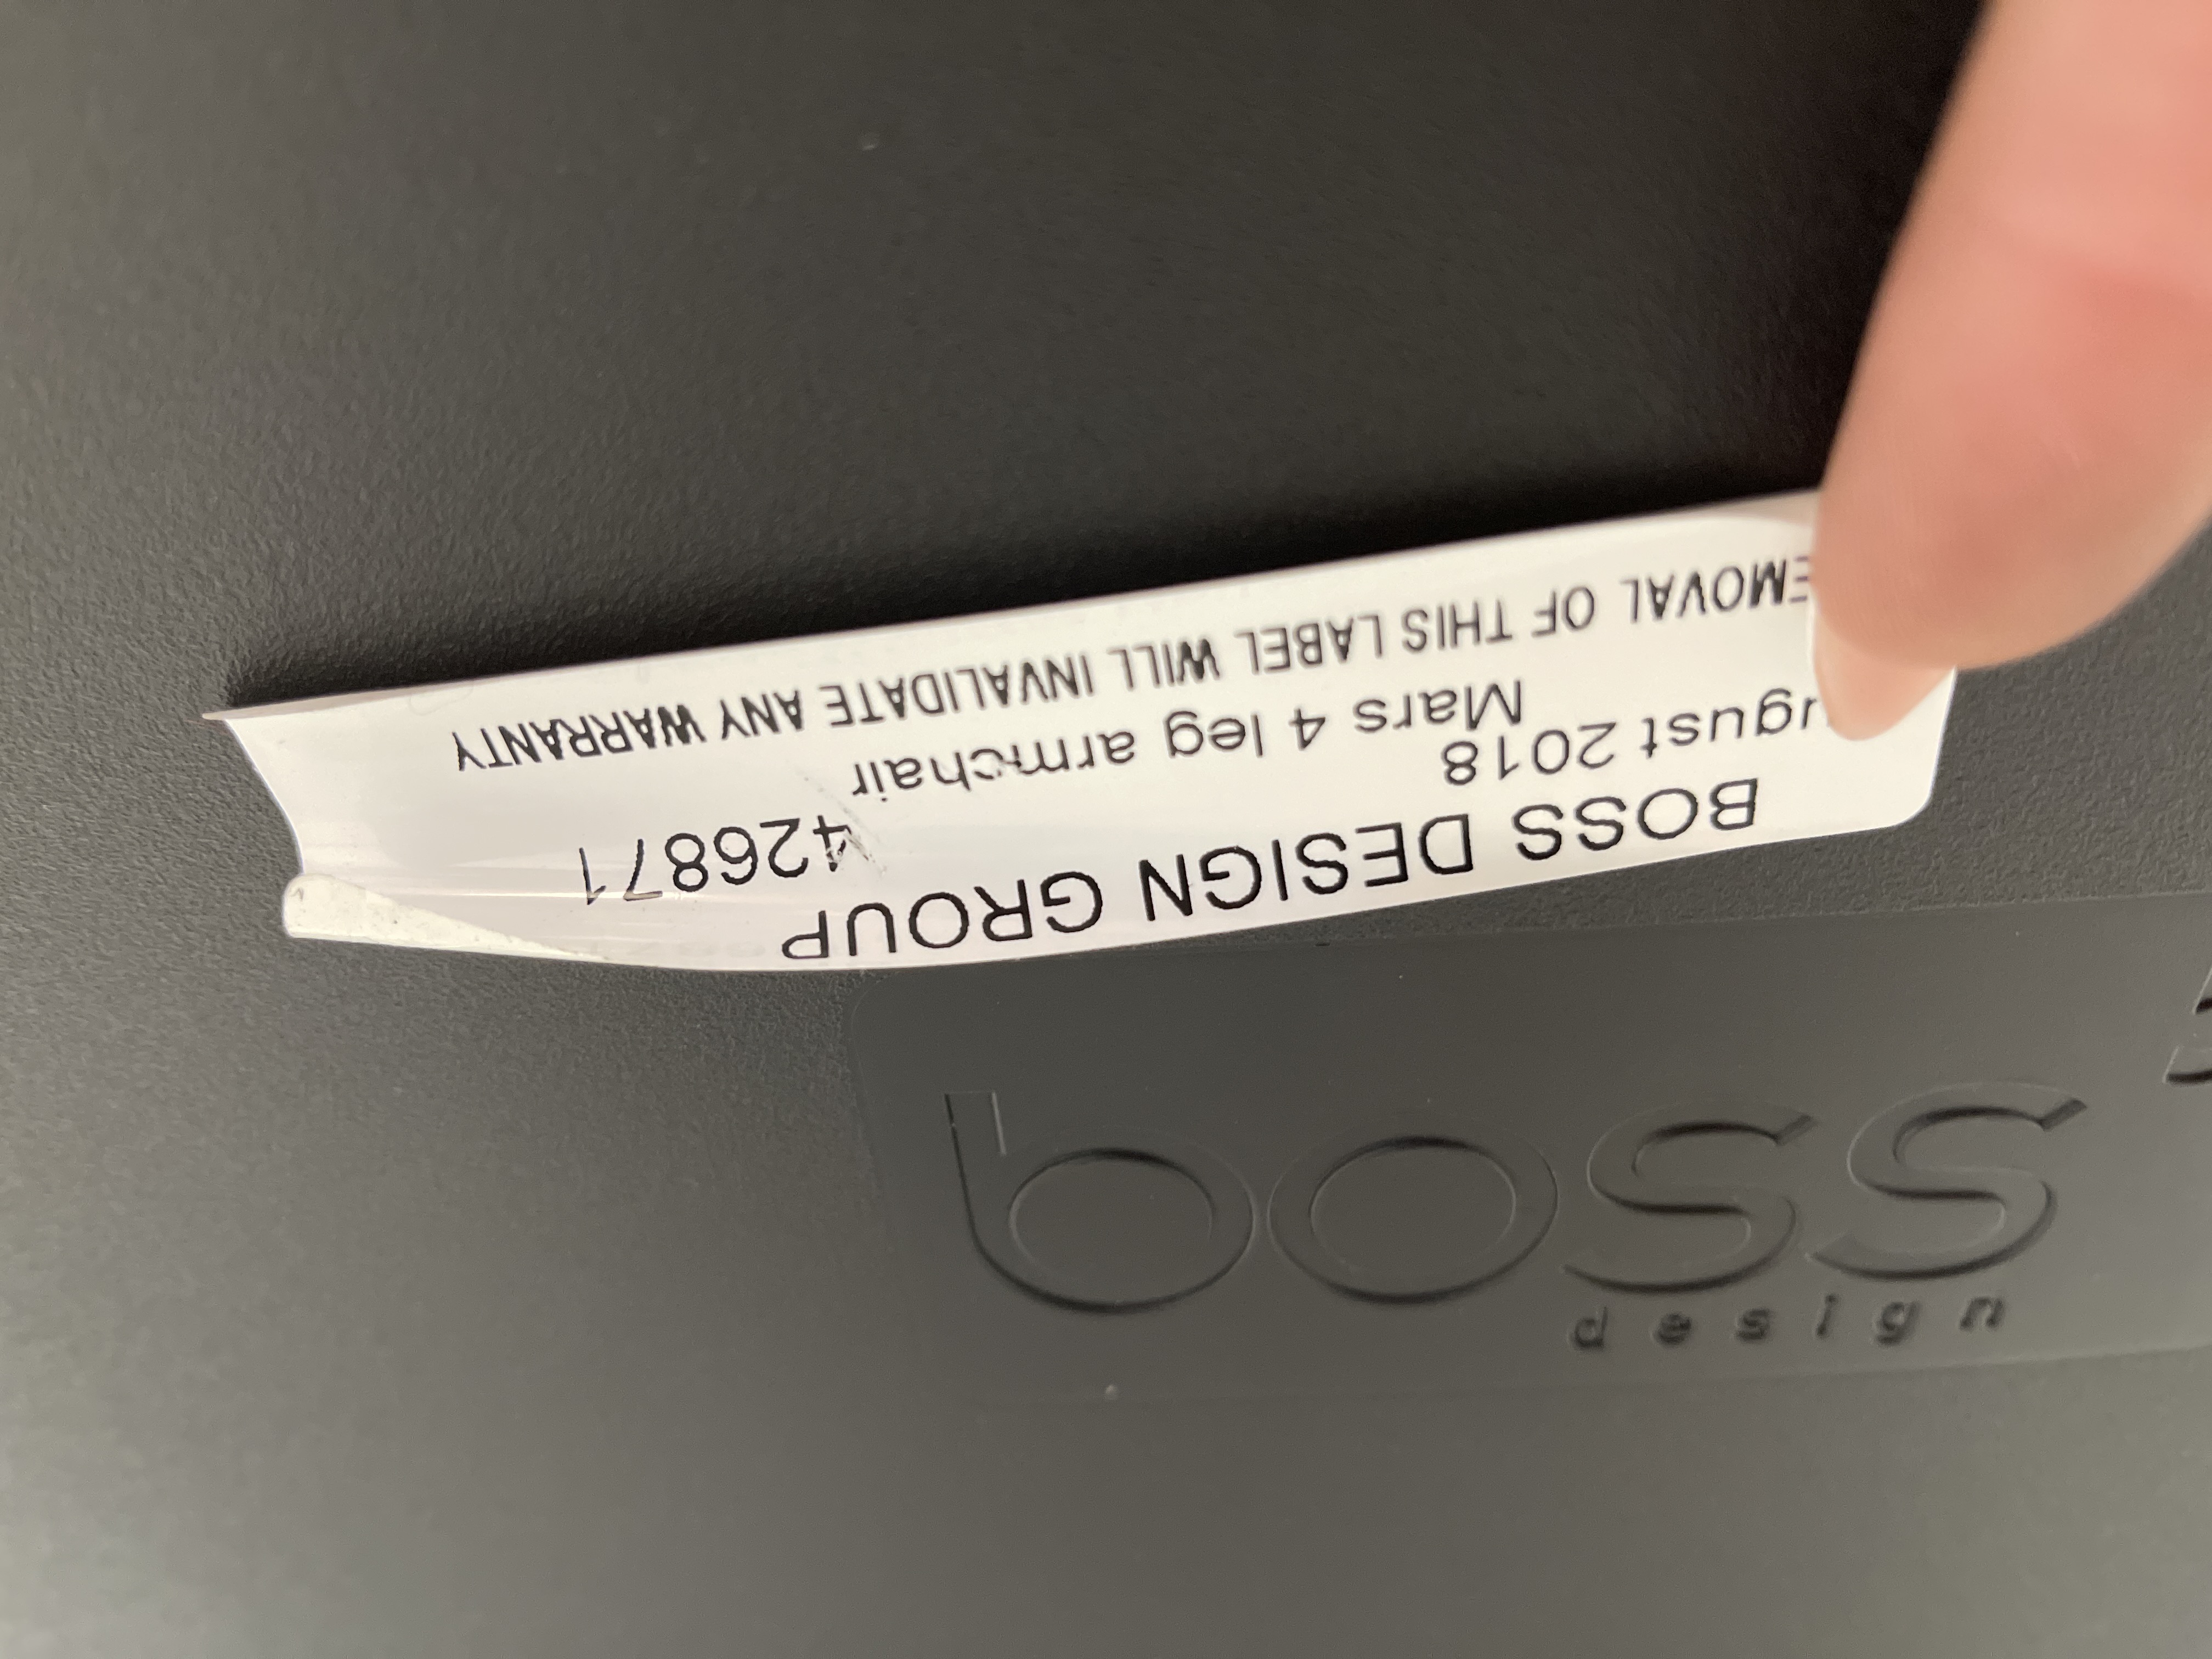 BOSS DESIGN GROUP
ugust 2018 426871
Mars 4 leg armchair
EMOVAL OF THIS LABEL WILL INVALIDATE ANY WARRANTY
boss
design